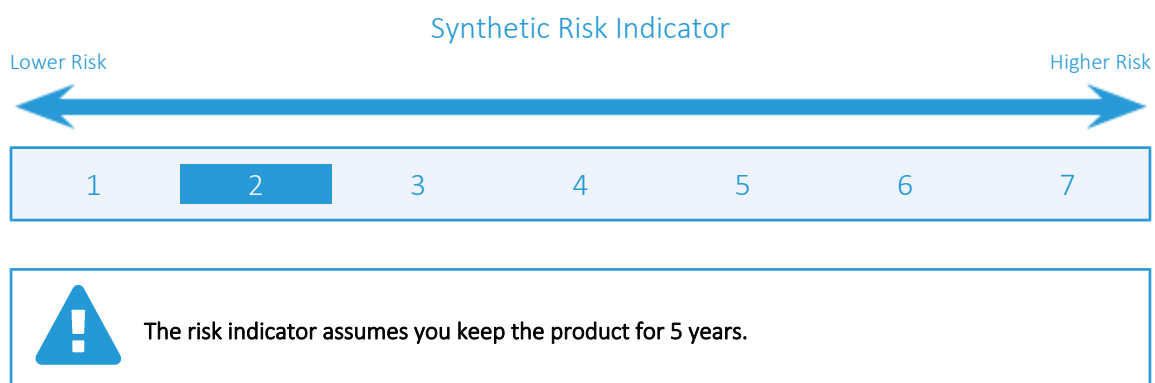 Synthetic Risk Indicator
Lower Risk Higher Risk
1 2 3 4 5 6 7
The risk indicator assumes you keep the product for 5 years.